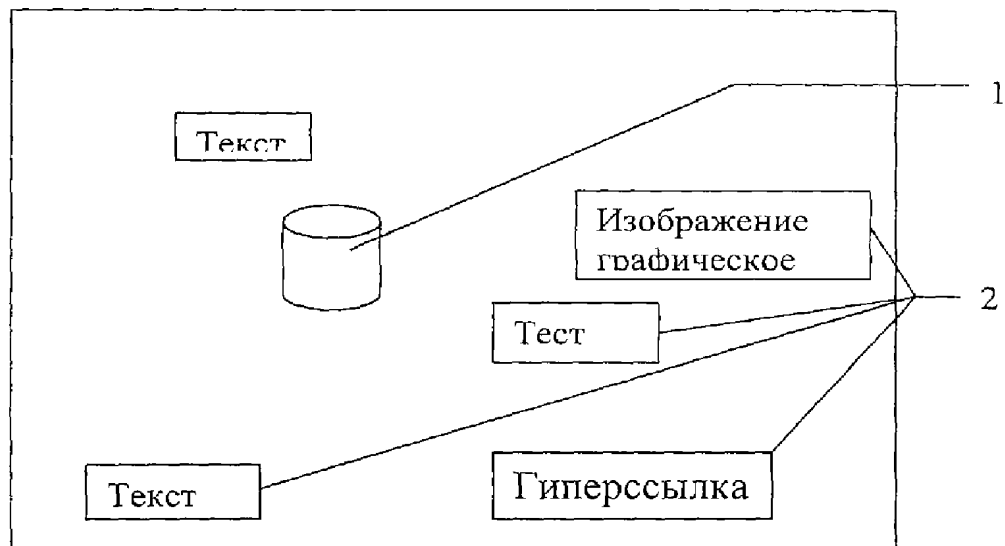 1
Текст
Изображение
графическое
2
Тест
Текст
Гиперссылка